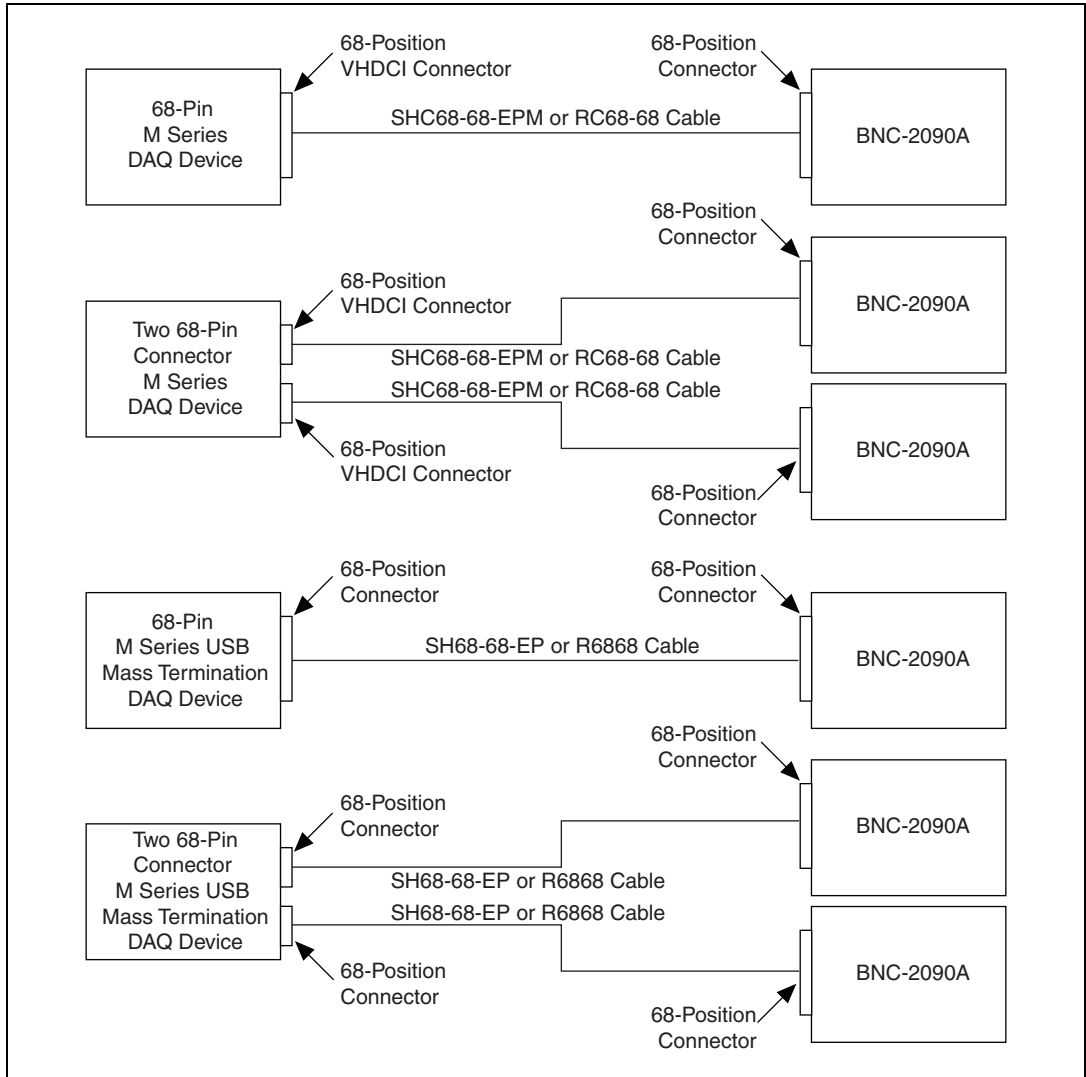 68-Position
VHDCI Connector
68-Position
Connector
68-Pin
M Series
DAQ Device
SHC68-68-EPM or RC68-68 Cable
BNC-2090A
68-Position
Connector
68-Position
VHDCI Connector
BNC-2090A
Two 68-Pin
Connector
M Series
DAQ Device
SHC68-68-EPM or RC68-68 Cable
SHC68-68-EPM or RC68-68 Cable
68-Position
VHDCI Connector
BNC-2090A
68-Position
Connector
68-Position
Connector
68-Position
Connector
68-Pin
M Series USB
Mass Termination
DAQ Device
SH68-68-EP or R6868 Cable
BNC-2090A
68-Position
Connector
68-Position
Connector
BNC-2090A
Two 68-Pin
Connector
M Series USB
Mass Termination
DAQ Device
SH68-68-EP or R6868 Cable
SH68-68-EP or R6868 Cable
68-Position
Connector
BNC-2090A
68-Position
Connector